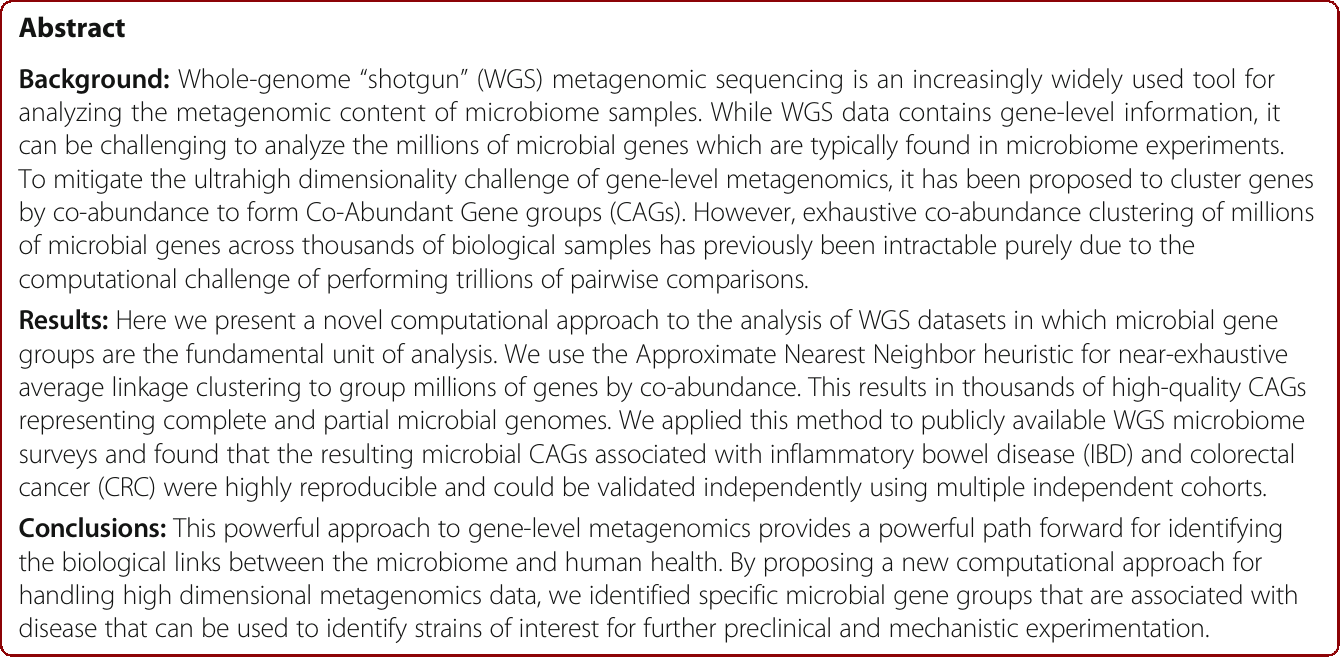 Abstract
Background: Whole-genome “shotgun” (WGS) metagenomic sequencing is an increasingly widely used tool for
analyzing the metagenomic content of microbiome samples. While WGS data contains gene-level information, it
can be challenging to analyze the millions of microbial genes which are typically found in microbiome experiments.
To mitigate the ultrahigh dimensionality challenge of gene-level metagenomics, it has been proposed to cluster genes
by co-abundance to form Co-Abundant Gene groups (CAGs). However, exhaustive co-abundance clustering of millions
of microbial genes across thousands of biological samples has previously been intractable purely due to the
computational challenge of performing trillions of pairwise comparisons.
Results: Here we present a novel computational approach to the analysis of WGS datasets in which microbial gene
groups are the fundamental unit of analysis. We use the Approximate Nearest Neighbor heuristic for near-exhaustive
average linkage clustering to group millions of genes by co-abundance. This results in thousands of high-quality CAGs
representing complete and partial microbial genomes. We applied this method to publicly available WGS microbiome
surveys and found that the resulting microbial CAGs associated with inflammatory bowel disease (IBD) and colorectal
cancer (CRC) were highly reproducible and could be validated independently using multiple independent cohorts.
Conclusions: This powerful approach to gene-level metagenomics provides a powerful path forward for identifying
the biological links between the microbiome and human health. By proposing a new computational approach for
handling high dimensional metagenomics data, we identified specific microbial gene groups that are associated with
disease that can be used to identify strains of interest for further preclinical and mechanistic experimentation.